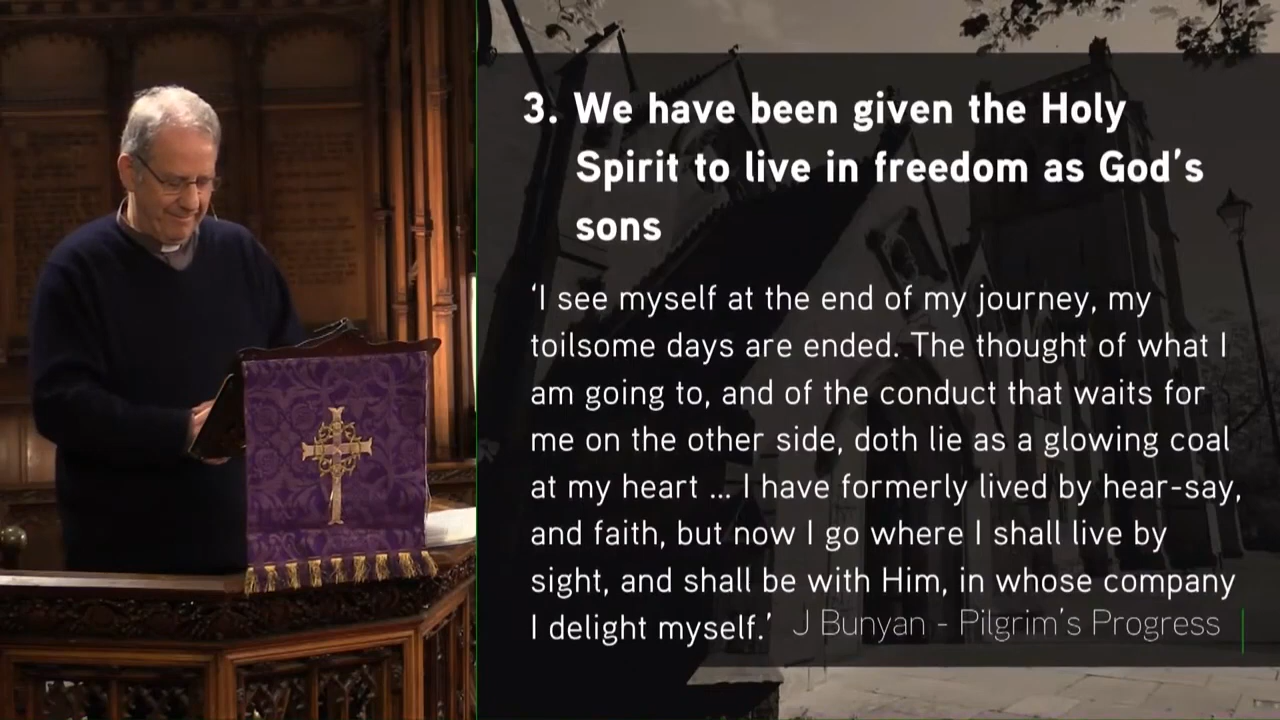 3. We have been given the Holy
Spirit to live in freedom as God's
sons
‘I see myself at the end of my journey, my
toilsome days are ended. The thought of what I
am going to, and of the conduct that waits for
me on the other side, doth lie as a glowing coal
at my heart ... I have formerly lived by hear-say,
and faith, but now I go where I shall live by
sight, and shall be with Him, in whose company
I delight myself.’ J Bunyan - Pilgrim's Progress